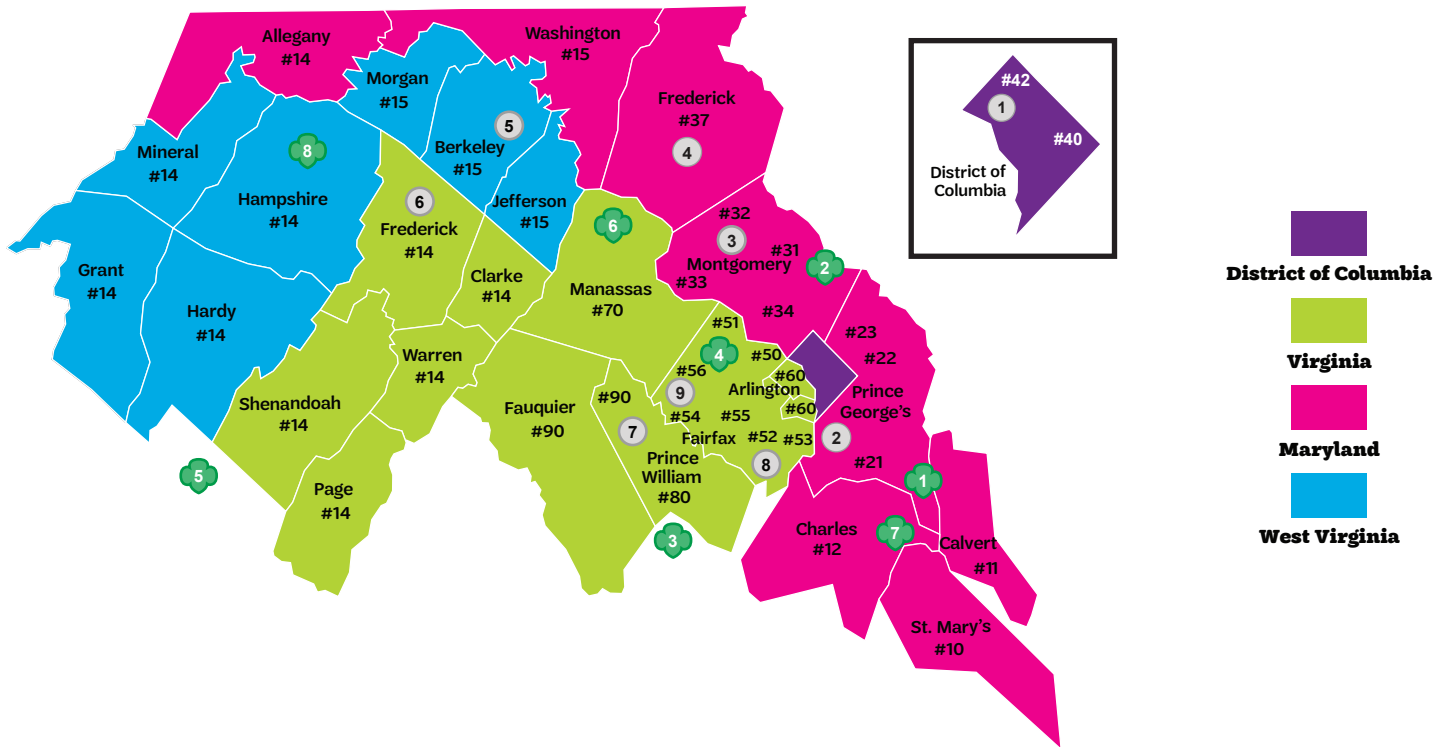 Allegany
#14
Washington
#15
Morgan
#15
Frederick
#37
4
5
Berkeley
#15
Mineral
#14
8
Hampshire
#14
6
Frederick
#14
Jefferson
#15
6
#32
3
#31
Montgomery
#33
2
#34
Grant
#14
Hardy
#14
Clarke
#14
Manassas
#70
#51
4
#50
#56
#60
Arlington
9
#60
#54
#55
Fairfax
#52
#53
8
#23
#22
Prince
George's
2
#21
1
Warren
#14
Shenandoah
#14
5
Page
#14
Fauquier
#90
#90
7
Prince
William
#80
3
Charles
#12
7
Calvert
#11
St. Mary's
#10
#42
1
#40
District of
Columbia
District of Columbia
Virginia
Maryland
West Virginia